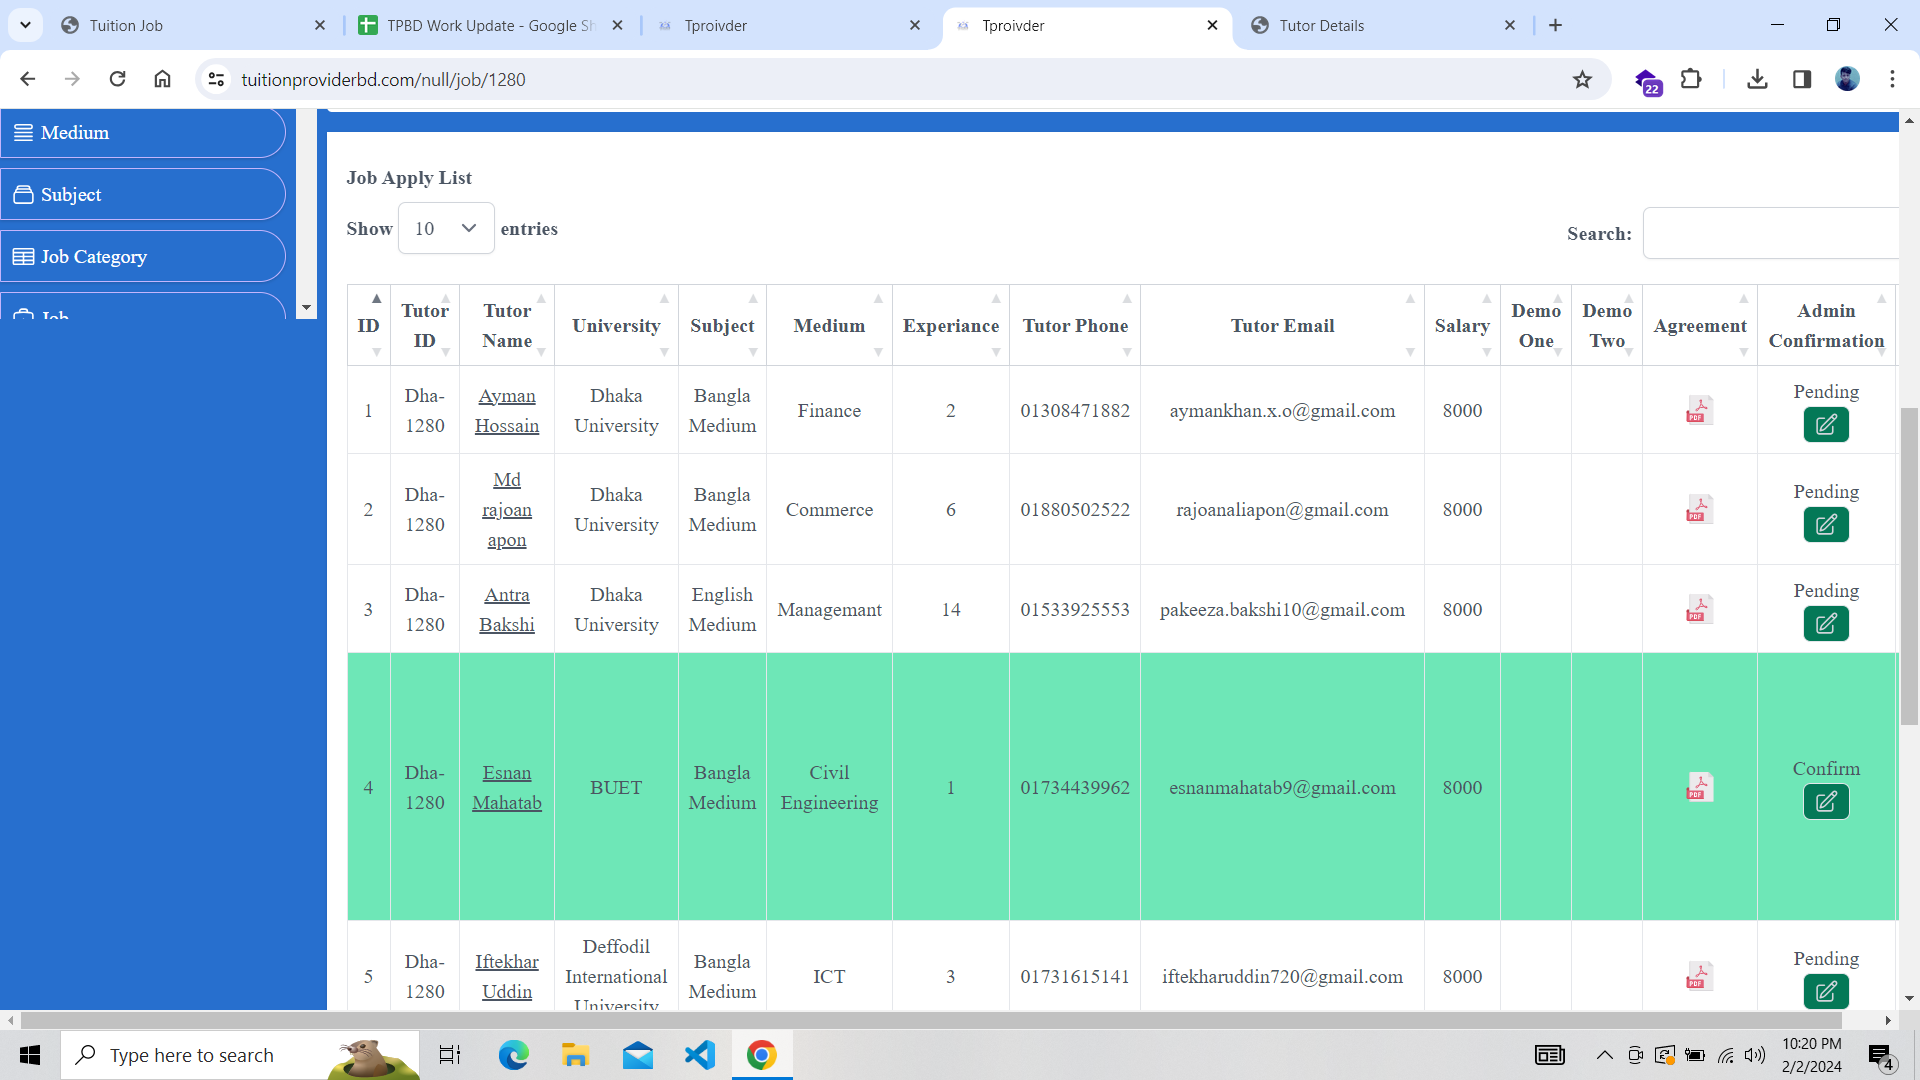 Tuition Job
TPBD Work Update - Google Sh
Tproivder
Tproivder
Tutor Details
tuitionproviderbd.com/null/job/1280
22
Medium
Subject
Job Category
Job
Job Apply List
Show 10 entries
Search:
ID Tutor ID Tutor Name University Subject Medium Experiance Tutor Phone Tutor Email Salary Demo One Demo Two Agreement Admin Confirmation
1 Dha-1280 Ayman Hossain Dhaka University Bangla Medium Finance 2 01308471882 aymankhan.x.o@gmail.com 8000 PDF Pending
2 Dha-1280 Md rajoan apon Dhaka University Bangla Medium Commerce 6 01880502522 rajoanaliapon@gmail.com 8000 PDF Pending
3 Dha-1280 Antra Bakshi Dhaka University English Medium Managemant 14 01533925553 pakeeza.bakshi10@gmail.com 8000 PDF Pending
4 Dha-1280 Esnan Mahatab BUET Bangla Medium Civil Engineering 1 01734439962 esnanmahatab9@gmail.com 8000 PDF Confirm
5 Dha-1280 Iftekhar Uddin Deffodil International University Bangla Medium ICT 3 01731615141 iftekharuddin720@gmail.com 8000 PDF Pending
Type here to search
10:20 PM
2/2/2024
4